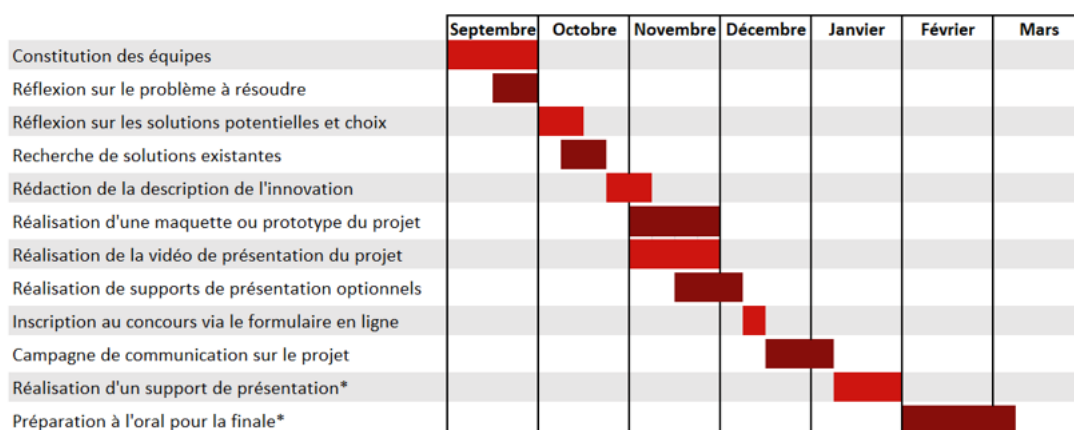 Septembre Octobre Novembre Décembre Janvier Février Mars
Constitution des équipes
Réflexion sur le problème à résoudre
Réflexion sur les solutions potentielles et choix
Recherche de solutions existantes
Rédaction de la description de l'innovation
Réalisation d'une maquette ou prototype du projet
Réalisation de la vidéo de présentation du projet
Réalisation de supports de présentation optionnels
Inscription au concours via le formulaire en ligne
Campagne de communication sur le projet
Réalisation d'un support de présentation*
Préparation à l'oral pour la finale*